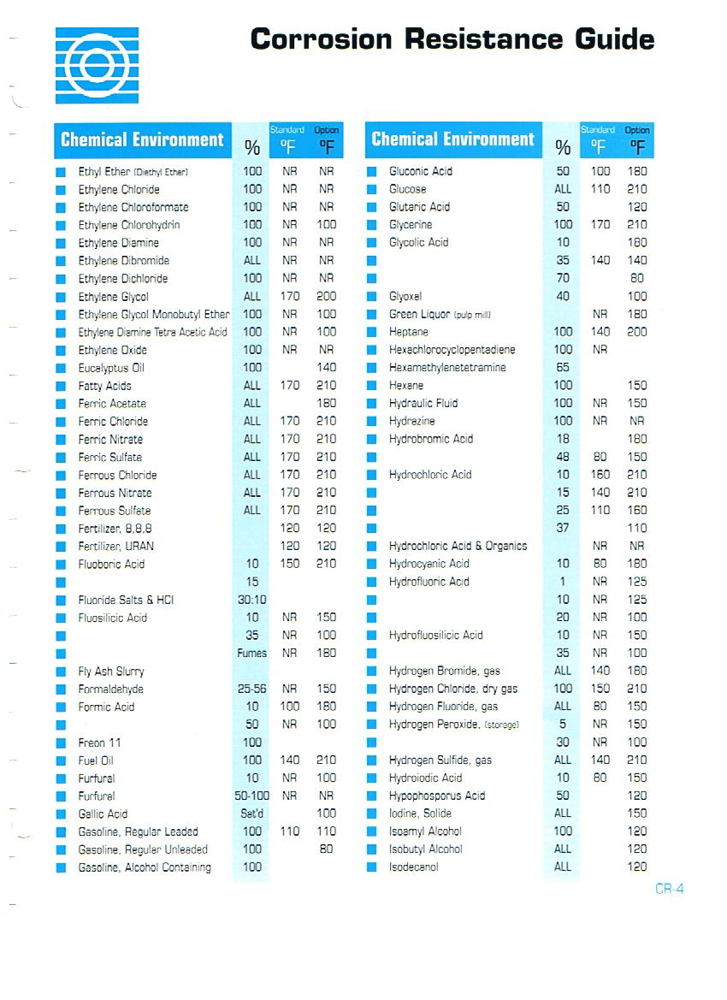 Corrosion Resistance Guide
Chemical Environment % Standard ºF Option ºF
Ethyl Ether (Diethyl Ether) 100 NR NR
Ethylene Chloride 100 NR NR
Ethylene Chloroformate 100 NR NR
Ethylene Chlorohydrin 100 NR 100
Ethylene Diamine 100 NR NR
Ethylene Dibromide ALL NR NR
Ethylene Dichloride 100 NR NR
Ethylene Glycol ALL 170 200
Ethylene Glycol Monobutyl Ether 100 NR 100
Ethylene Diamine Tetra Acetic Acid 100 NR 100
Ethylene Oxide 100 NR NR
Eucalyptus Oil 100 140
Fatty Acids ALL 170 210
Ferric Acetate ALL 180
Ferric Chloride ALL 170 210
Ferric Nitrate ALL 170 210
Ferric Sulfate ALL 170 210
Ferrous Chloride ALL 170 210
Ferrous Nitrate ALL 170 210
Ferrous Sulfate ALL 170 210
Fertilizer, 8,8,8 120 120
Fertilizer, URAN 120 120
Fluoboric Acid 10 150 210
15
Fluoride Salts & HCl 30:10
Fluosilicic Acid 10 NR 150
35 NR 100
Fumes NR 180
Fly Ash Slurry
Formaldehyde 25-56 NR 150
Formic Acid 10 100 180
50 NR 100
Freon 11 100
Fuel Oil 100 140 210
Furfural 10 NR 100
Furfural 50-100 NR NR
Gallic Acid Sat'd 100
Gasoline, Regular Leaded 100 110 110
Gasoline, Regular Unleaded 100 80
Gasoline, Alcohol Containing 100
Chemical Environment % Standard ºF Option ºF
Gluconic Acid 50 100 180
Glucose ALL 110 210
Glutaric Acid 50 120
Glycerine 100 170 210
Glycolic Acid 10 180
35 140 140
70 80
Glyoxal 40 100
Green Liquor (pulp mill) NR 180
Heptane 100 140 200
Hexachlorocyclopentadiene 100 NR
Hexamethylenetetramine 65
Hexane 100 150
Hydraulic Fluid 100 NR 150
Hydrazine 100 NR NR
Hydrobromic Acid 18 180
48 80 150
Hydrochloric Acid 10 160 210
15 140 210
25 110 160
37 110
Hydrochloric Acid & Organics NR NR
Hydrocyanic Acid 10 80 180
Hydrofluoric Acid 1 NR 125
10 NR 125
20 NR 100
Hydrofluosilicic Acid 10 NR 150
35 NR 100
Hydrogen Bromide, gas ALL 140 180
Hydrogen Chloride, dry gas 100 150 210
Hydrogen Fluoride, gas ALL 80 150
Hydrogen Peroxide, (storage) 5 NR 150
30 NR 100
Hydrogen Sulfide, gas ALL 140 210
Hydroiodic Acid 10 80 150
Hypophosporus Acid 50 120
Iodine, Solide ALL 150
Isoamyl Alcohol 100 120
Isobutyl Alcohol ALL 120
Isodecanol ALL 120
CR-4